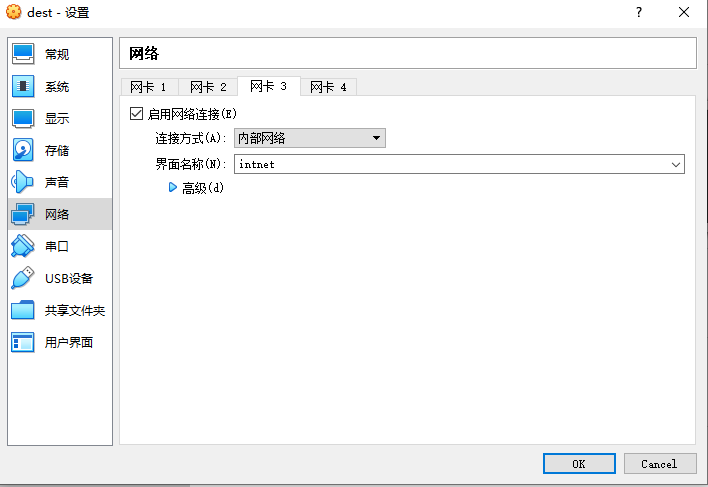 dest - 设置
?
常规
系统
显示
存储
声音
网络
串口
USB设备
共享文件夹
用户界面
网络
网卡 1 网卡 2 网卡 3 网卡 4
启用网络连接(E)
连接方式(A): 内部网络
界面名称(N): intnet
高级(d)
OK Cancel